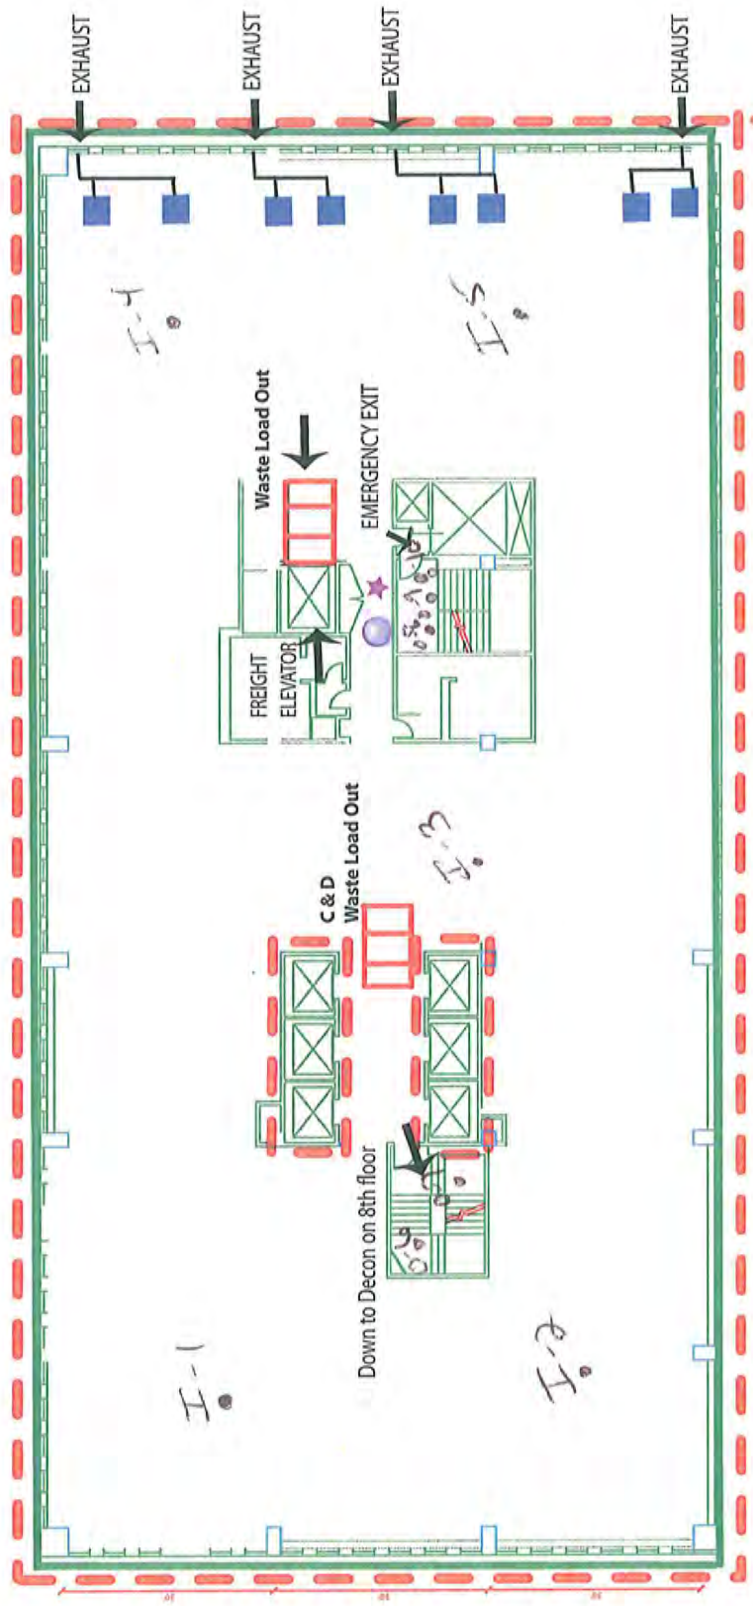 EXHAUST
EXHAUST
EXHAUST
EXHAUST
I-4
I-5
Waste Load Out
EMERGENCY EXIT
FREIGHT
ELEVATOR
C & D
Waste Load Out
I-3
Down to Decon on 8th floor
I-1
I-2